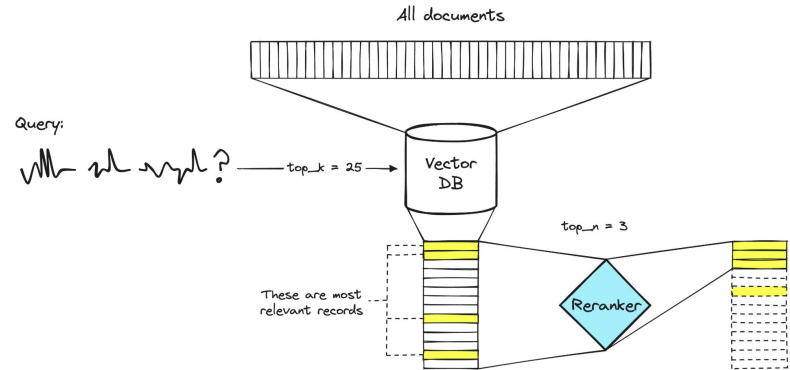 All documents
Query:
?
top_k = 25
Vector
DB
top_n = 3
These are most
relevant records
Reranker